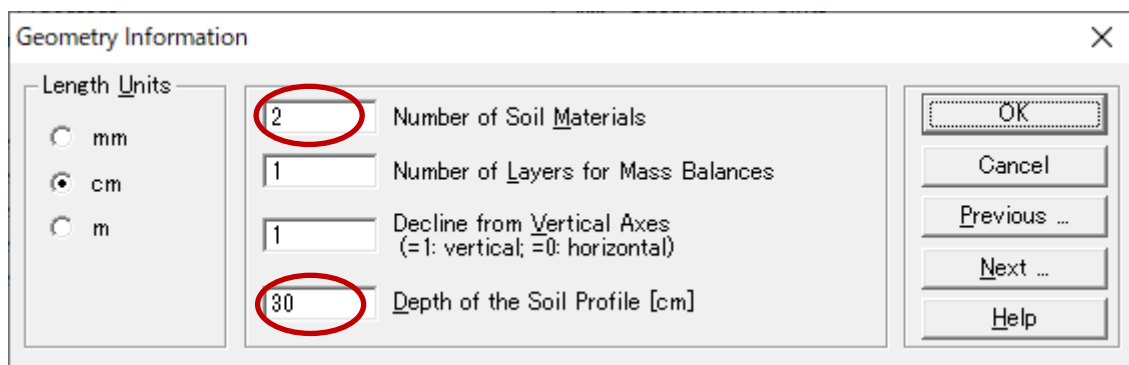 Geometry Information
Length Units
mm
cm
m
2 Number of Soil Materials
1 Number of Layers for Mass Balances
1 Decline from Vertical Axes
(=1: vertical; =0: horizontal)
30 Depth of the Soil Profile [cm]
OK
Cancel
Previous ...
Next ...
Help